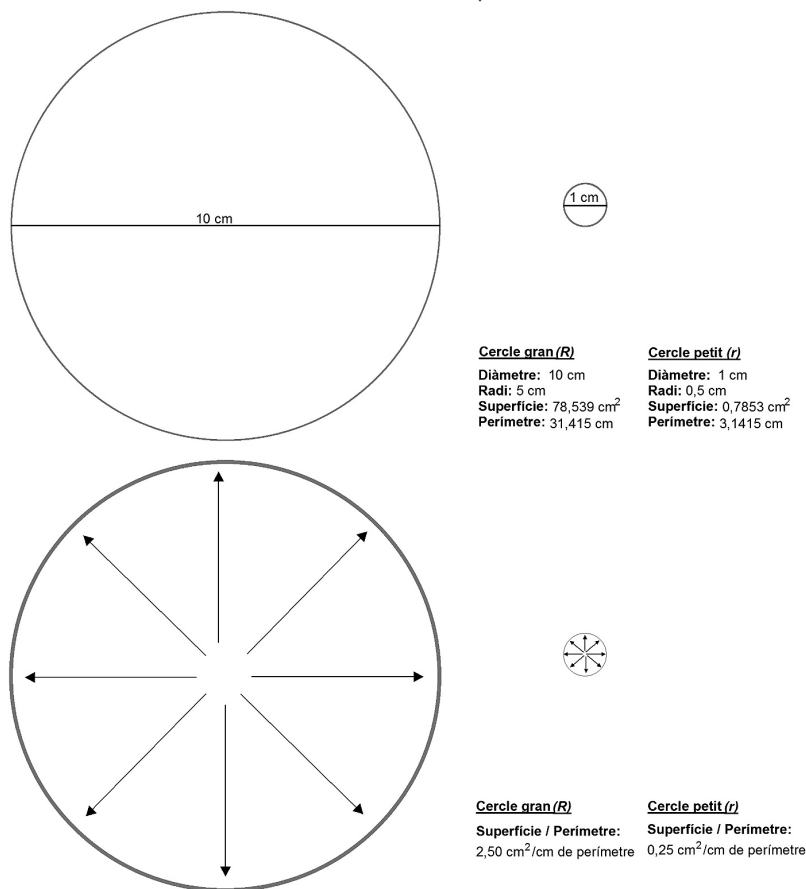 10 cm
1 cm
Cercle gran (R)
Diàmetre: 10 cm
Radi: 5 cm
Superfície: 78,539 cm2
Perímetre: 31,415 cm
Cercle petit (r)
Diàmetre: 1 cm
Radi: 0,5 cm
Superfície: 0,7853 cm2
Perímetre: 3,1415 cm
Cercle gran (R)
Superfície / Perímetre:
2,50 cm2/cm de perímetre
Cercle petit (r)
Superfície / Perímetre:
0,25 cm2/cm de perímetre